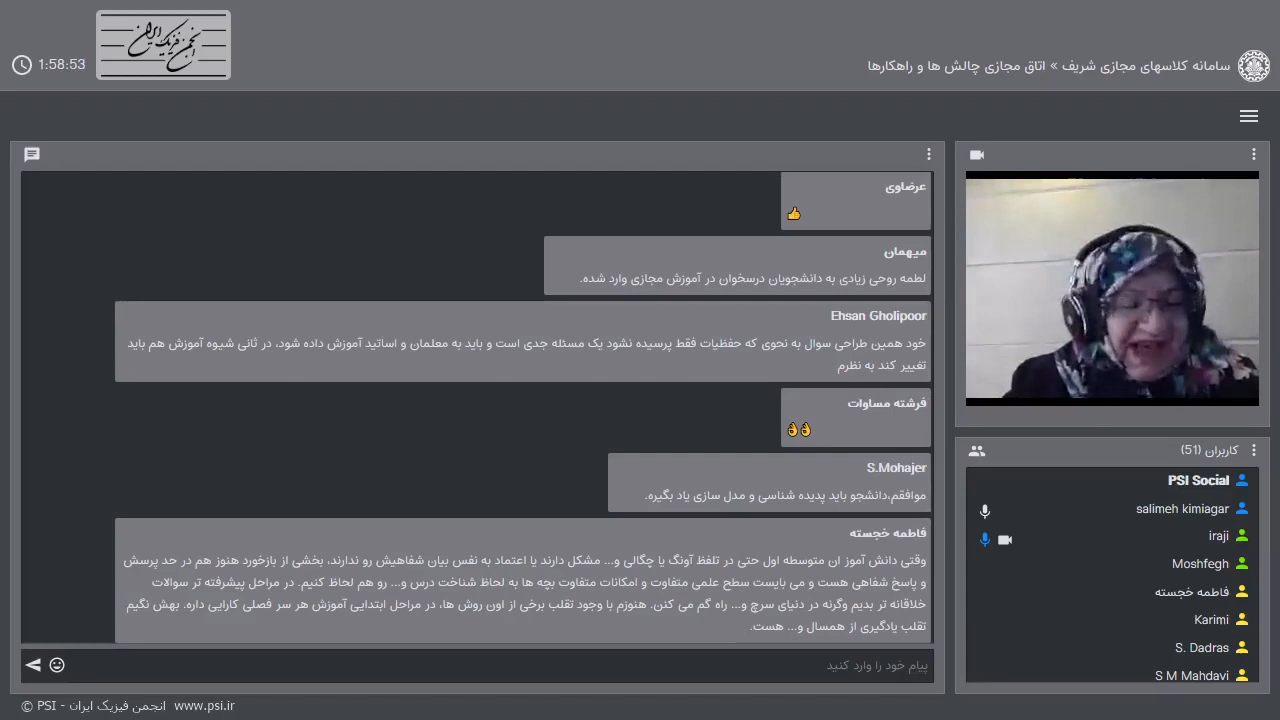 انجمن فیزیک ایران
1:58:53
سامانه کلاسهای مجازی شریف » اتاق مجازی چالش ها و راهکارها
عرضاوی
👍
میهمان
لطمه روحی زیادی به دانشجویان درسخوان در آموزش مجازی وارد شده.
Ehsan Gholipoor
خود همین طراحی سوال به نحوی که حفظیات فقط پرسیده نشود یک مسئله جدی است و باید به معلمان و اساتید آموزش داده شود، در ثانی شیوه آموزش هم باید
تغییر کند به نظرم
فرشته مساوات
👌👌
S.Mohajer
موافقم،دانشجو باید پدیده شناسی و مدل سازی یاد بگیره.
فاطمه خجسته
وقتی دانش آموز ان متوسطه اول حتی در تلفظ آونگ یا چگالی و... مشکل دارند یا اعتماد به نفس بیان شفاهیش رو ندارند، بخشی از بازخورد هنوز هم در حد پرسش
و پاسخ شفاهی هست و می بایست سطح علمی متفاوت و امکانات متفاوت بچه ها به لحاظ شناخت درس و... رو هم لحاظ کنیم. در مراحل پیشرفته تر سوالات
خلاقانه تر بدیم وگرنه در دنیای سرچ و... راه گم می کنن. هنوزم با وجود تقلب برخی از اون روش ها، در مراحل ابتدایی آموزش هر سر فصلی کارایی داره. بهش نگیم
تقلب یادگیری از همسال و... هست.
پیام خود را وارد کنید
کاربران (51)
PSI Social
salimeh kimiagar
iraji
Moshfegh
فاطمه خجسته
Karimi
S. Dadras
S M Mahdavi
© PSI - انجمن فیزیک ایران www.psi.ir